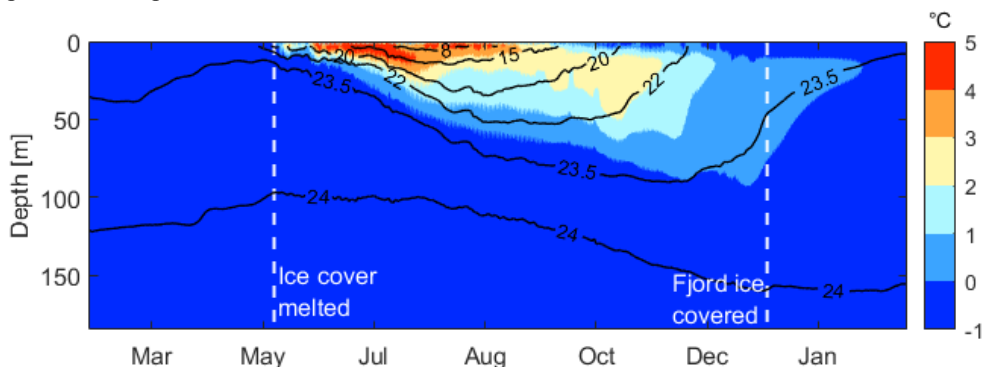 °C
0
50
100
150
Depth [m]
8
15
20
20
22
22
23.5
23.5
23.5
24
24
24
Ice cover
melted
Fjord ice
covered
5
4
3
2
1
0
-1
Mar
May
Jul
Aug
Oct
Dec
Jan